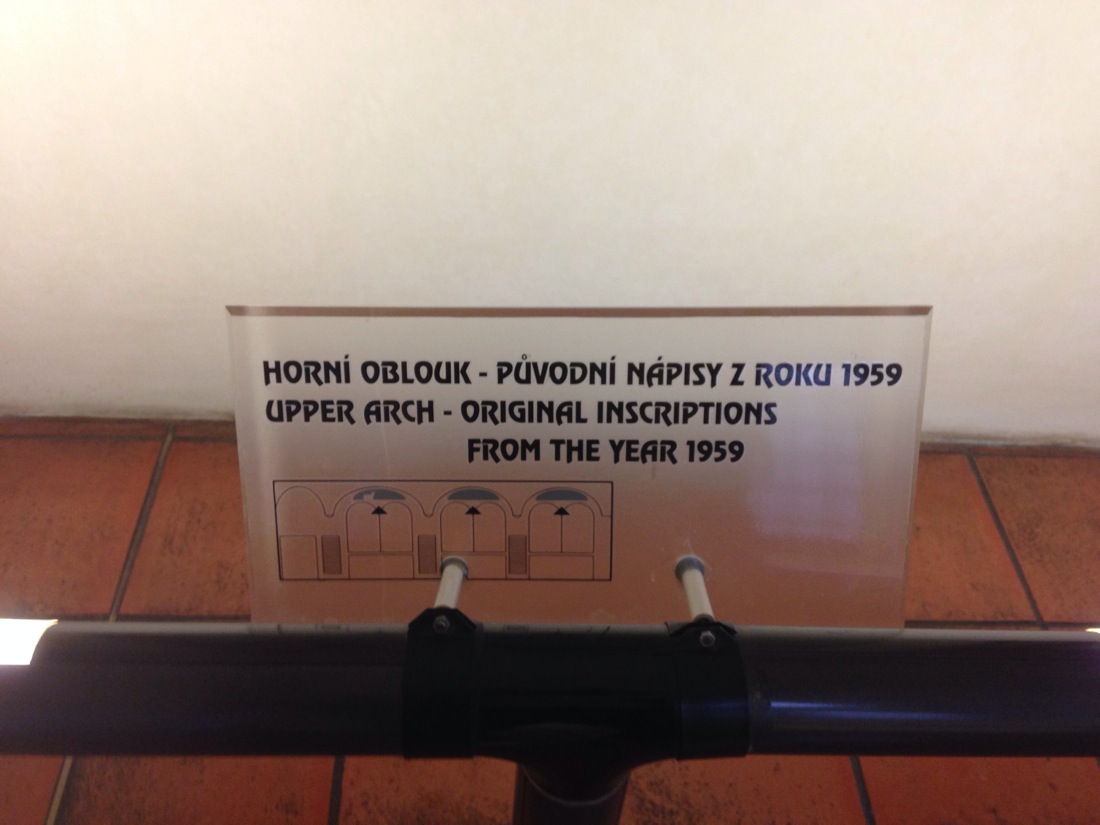 HORNÍ OBLOUK - PŮVODNÍ NÁPISY Z ROKU 1959
UPPER ARCH - ORIGINAL INSCRIPTIONS
FROM THE YEAR 1959